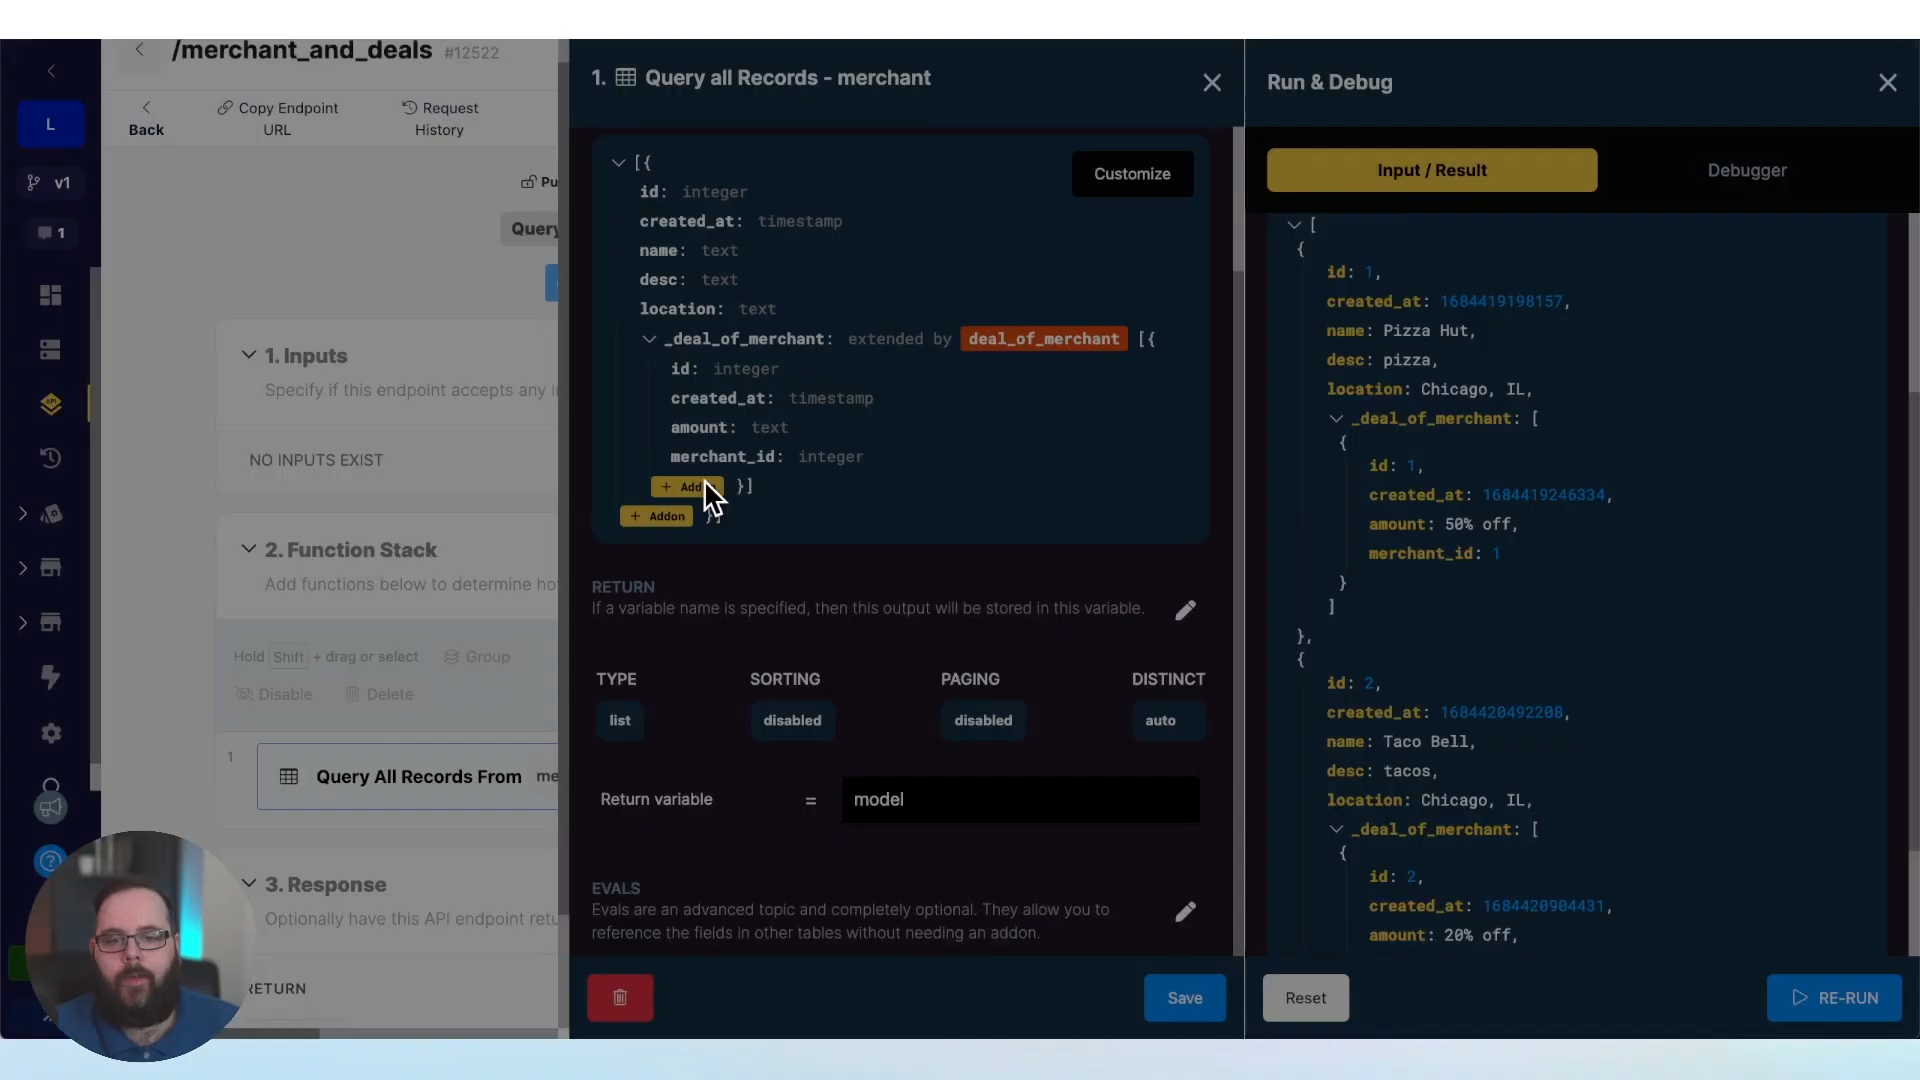 /merchant_and_deals #12522
Back
Copy Endpoint URL
Request History
L
v1
1
Query
1. Inputs
Specify if this endpoint accepts any i
NO INPUTS EXIST
2. Function Stack
Add functions below to determine ho
Hold Shift + drag or select Group
Disable Delete
1
Query All Records From me
3. Response
Optionally have this API endpoint retu
RETURN
1. Query all Records - merchant
Customize
[{
id: integer
created_at: timestamp
name: text
desc: text
location: text
_deal_of_merchant: extended by deal_of_merchant [{
id: integer
created_at: timestamp
amount: text
merchant_id: integer
+ Add }]
+ Addon }]
RETURN
If a variable name is specified, then this output will be stored in this variable.
TYPE SORTING PAGING DISTINCT
list disabled disabled auto
Return variable = model
EVALS
Evals are an advanced topic and completely optional. They allow you to
reference the fields in other tables without needing an addon.
Save
Run & Debug
Input / Result Debugger
[
{
id: 1,
created_at: 1684419198157,
name: Pizza Hut,
desc: pizza,
location: Chicago, IL,
_deal_of_merchant: [
{
id: 1,
created_at: 1684419246334,
amount: 50% off,
merchant_id: 1
}
]
},
{
id: 2,
created_at: 1684420492208,
name: Taco Bell,
desc: tacos,
location: Chicago, IL,
_deal_of_merchant: [
{
id: 2,
created_at: 1684420904431,
amount: 20% off,
Reset RE-RUN